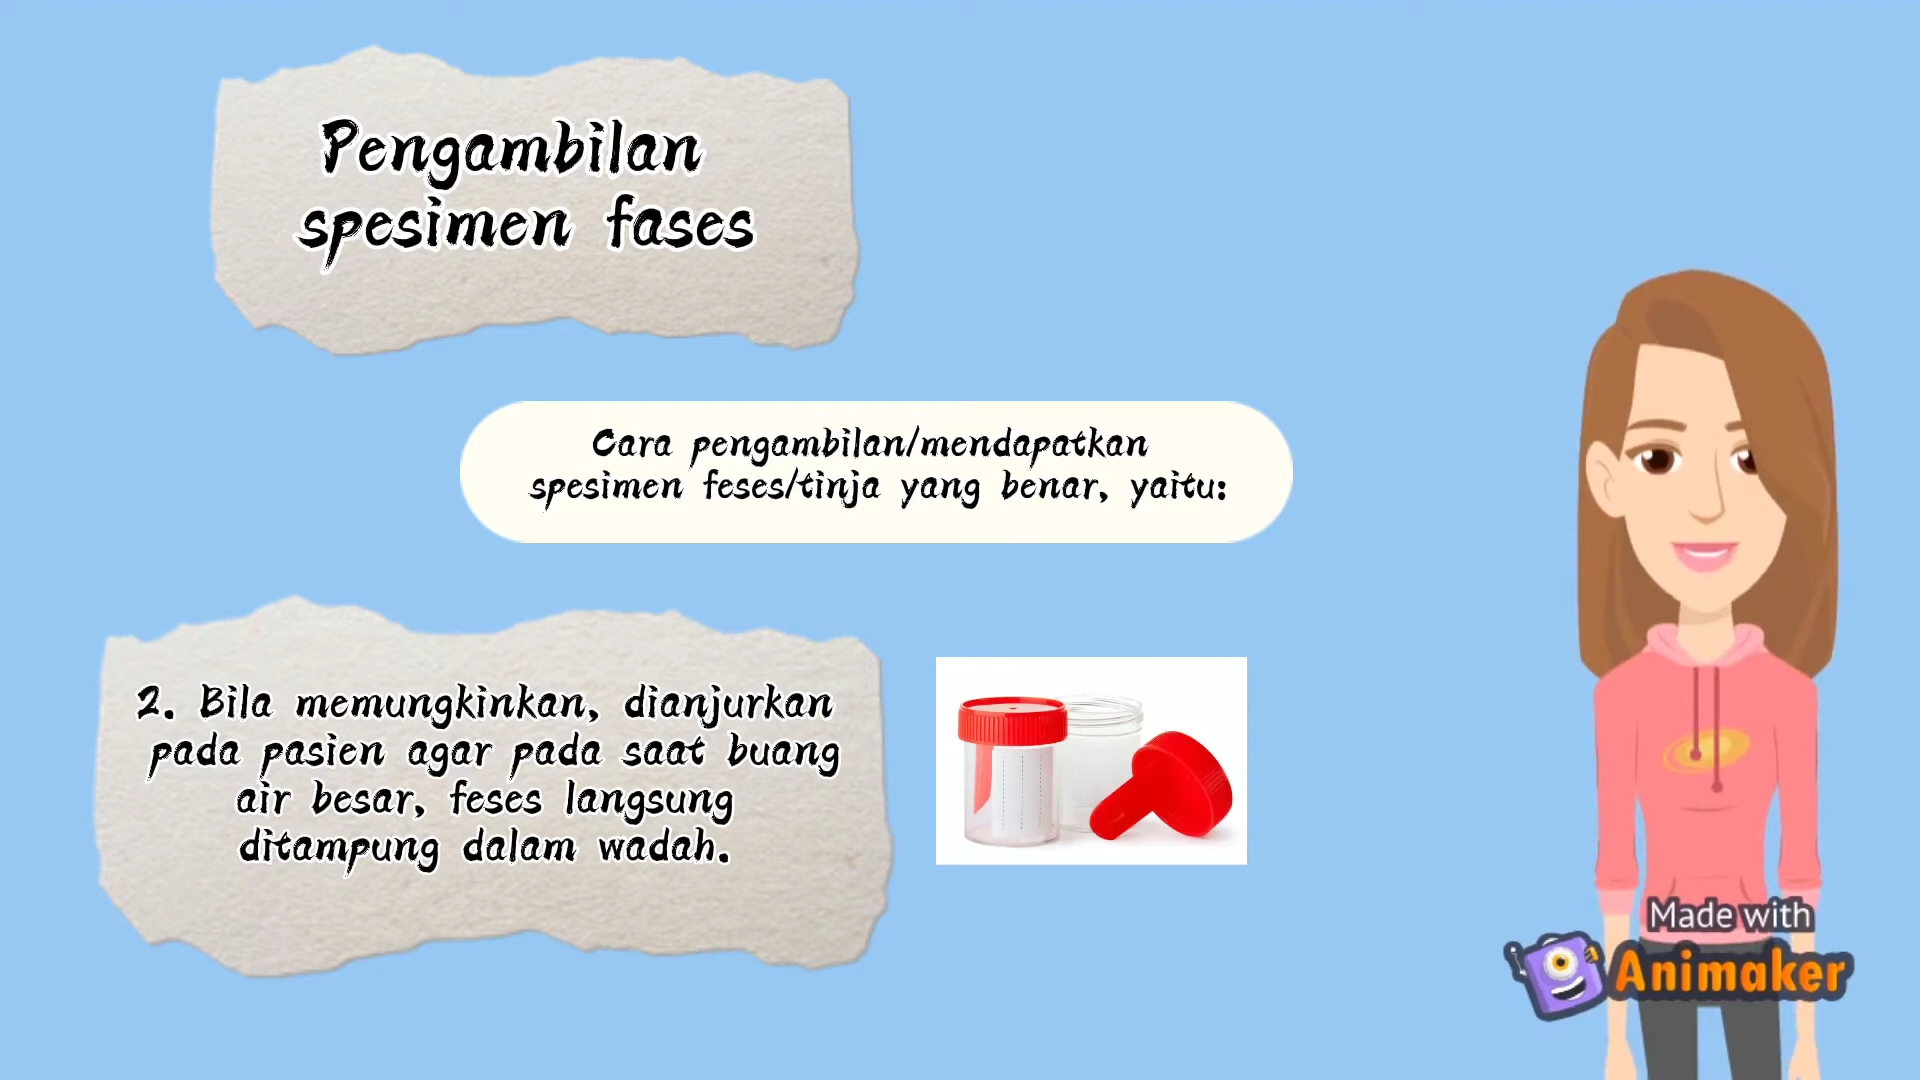 Pengambilan
spesimen fases
Cara pengambilan/mendapatkan
spesimen feses/tinja yang benar, yaitu:
2. Bila memungkinkan, dianjurkan
pada pasien agar pada saat buang
air besar, feses langsung
ditampung dalam wadah.
Made with
Animaker